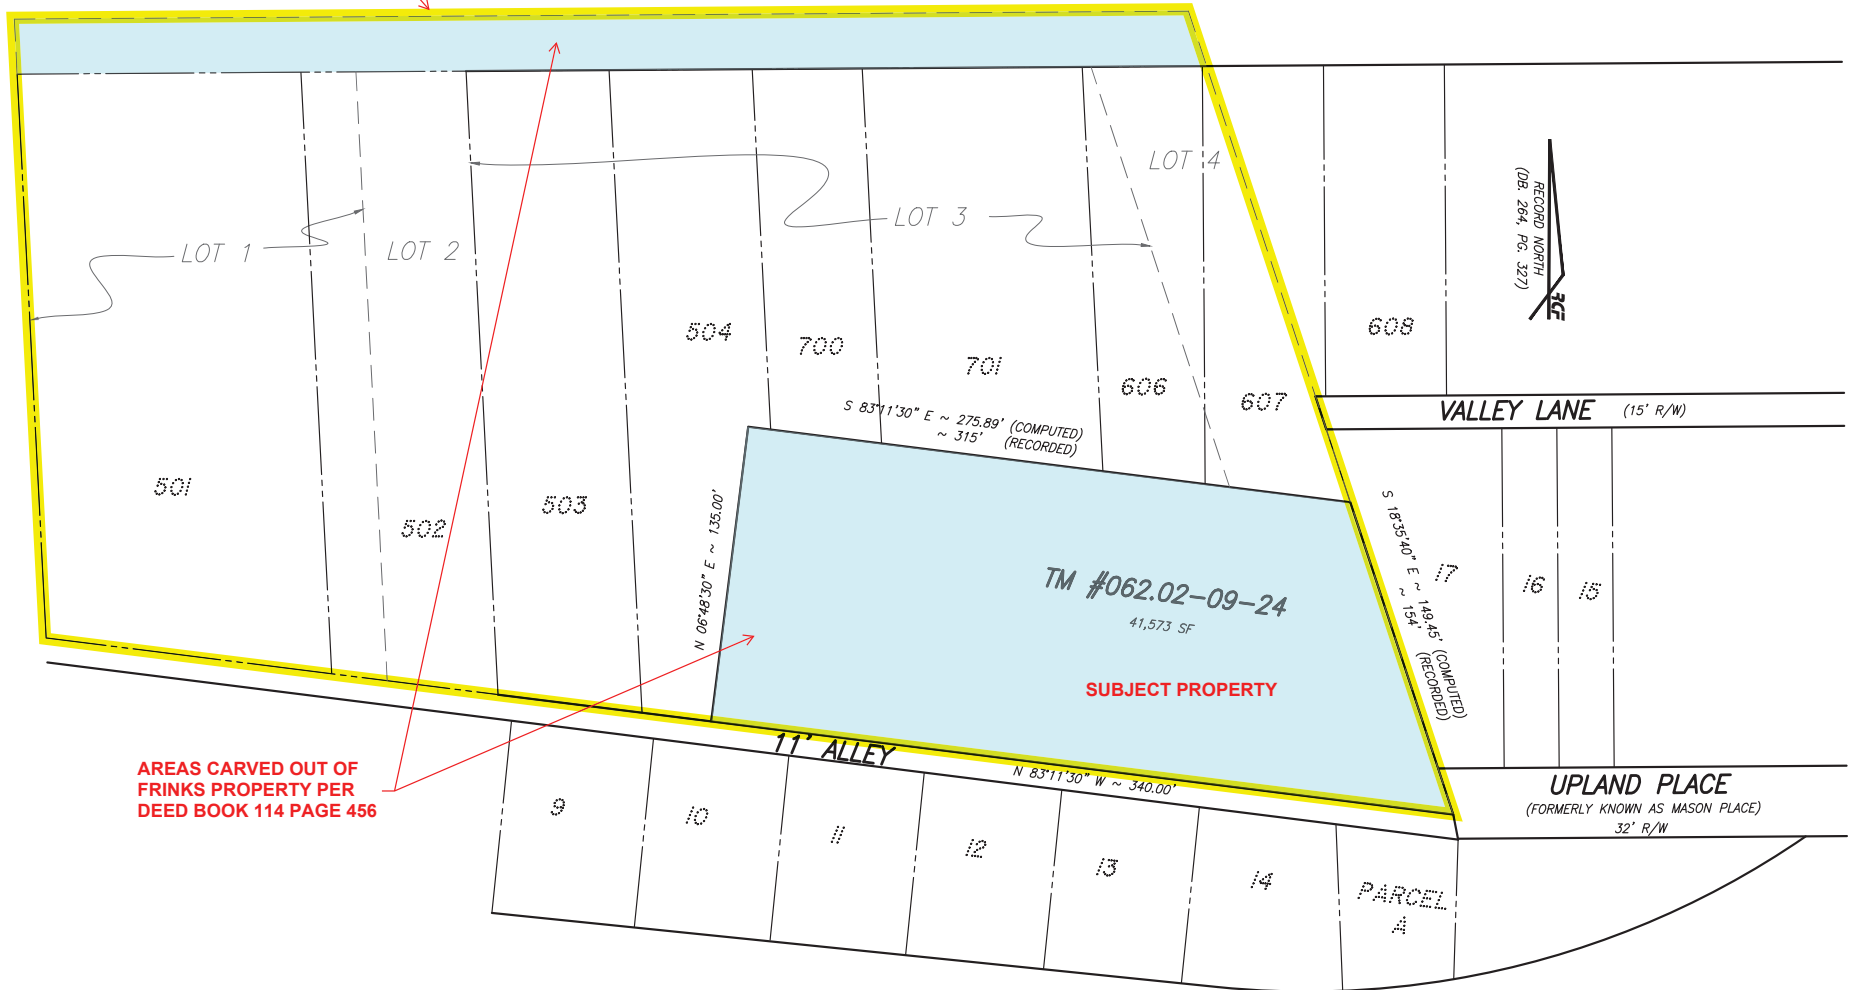 LOT 4
RECORD NORTH
(DB. 264, PG. 327)
LOT 1
LOT 2
LOT 3
504
700
701
606
607
608
S 83°11'30" E ~ 275.89' (COMPUTED)
~ 315' (RECORDED)
VALLEY LANE (15' R/W)
501
502
503
N 06°48'30" E ~ 135.00'
S 18°35'40" E ~ 149.45' (COMPUTED)
~ 154' (RECORDED)
17
16
15
TM #062.02-09-24
41,573 SF
SUBJECT PROPERTY
11' ALLEY
N 83°11'30" W ~ 340.00'
UPLAND PLACE
(FORMERLY KNOWN AS MASON PLACE)
32' R/W
AREAS CARVED OUT OF
FRINKS PROPERTY PER
DEED BOOK 114 PAGE 456
9
10
11
12
13
14
PARCEL
A